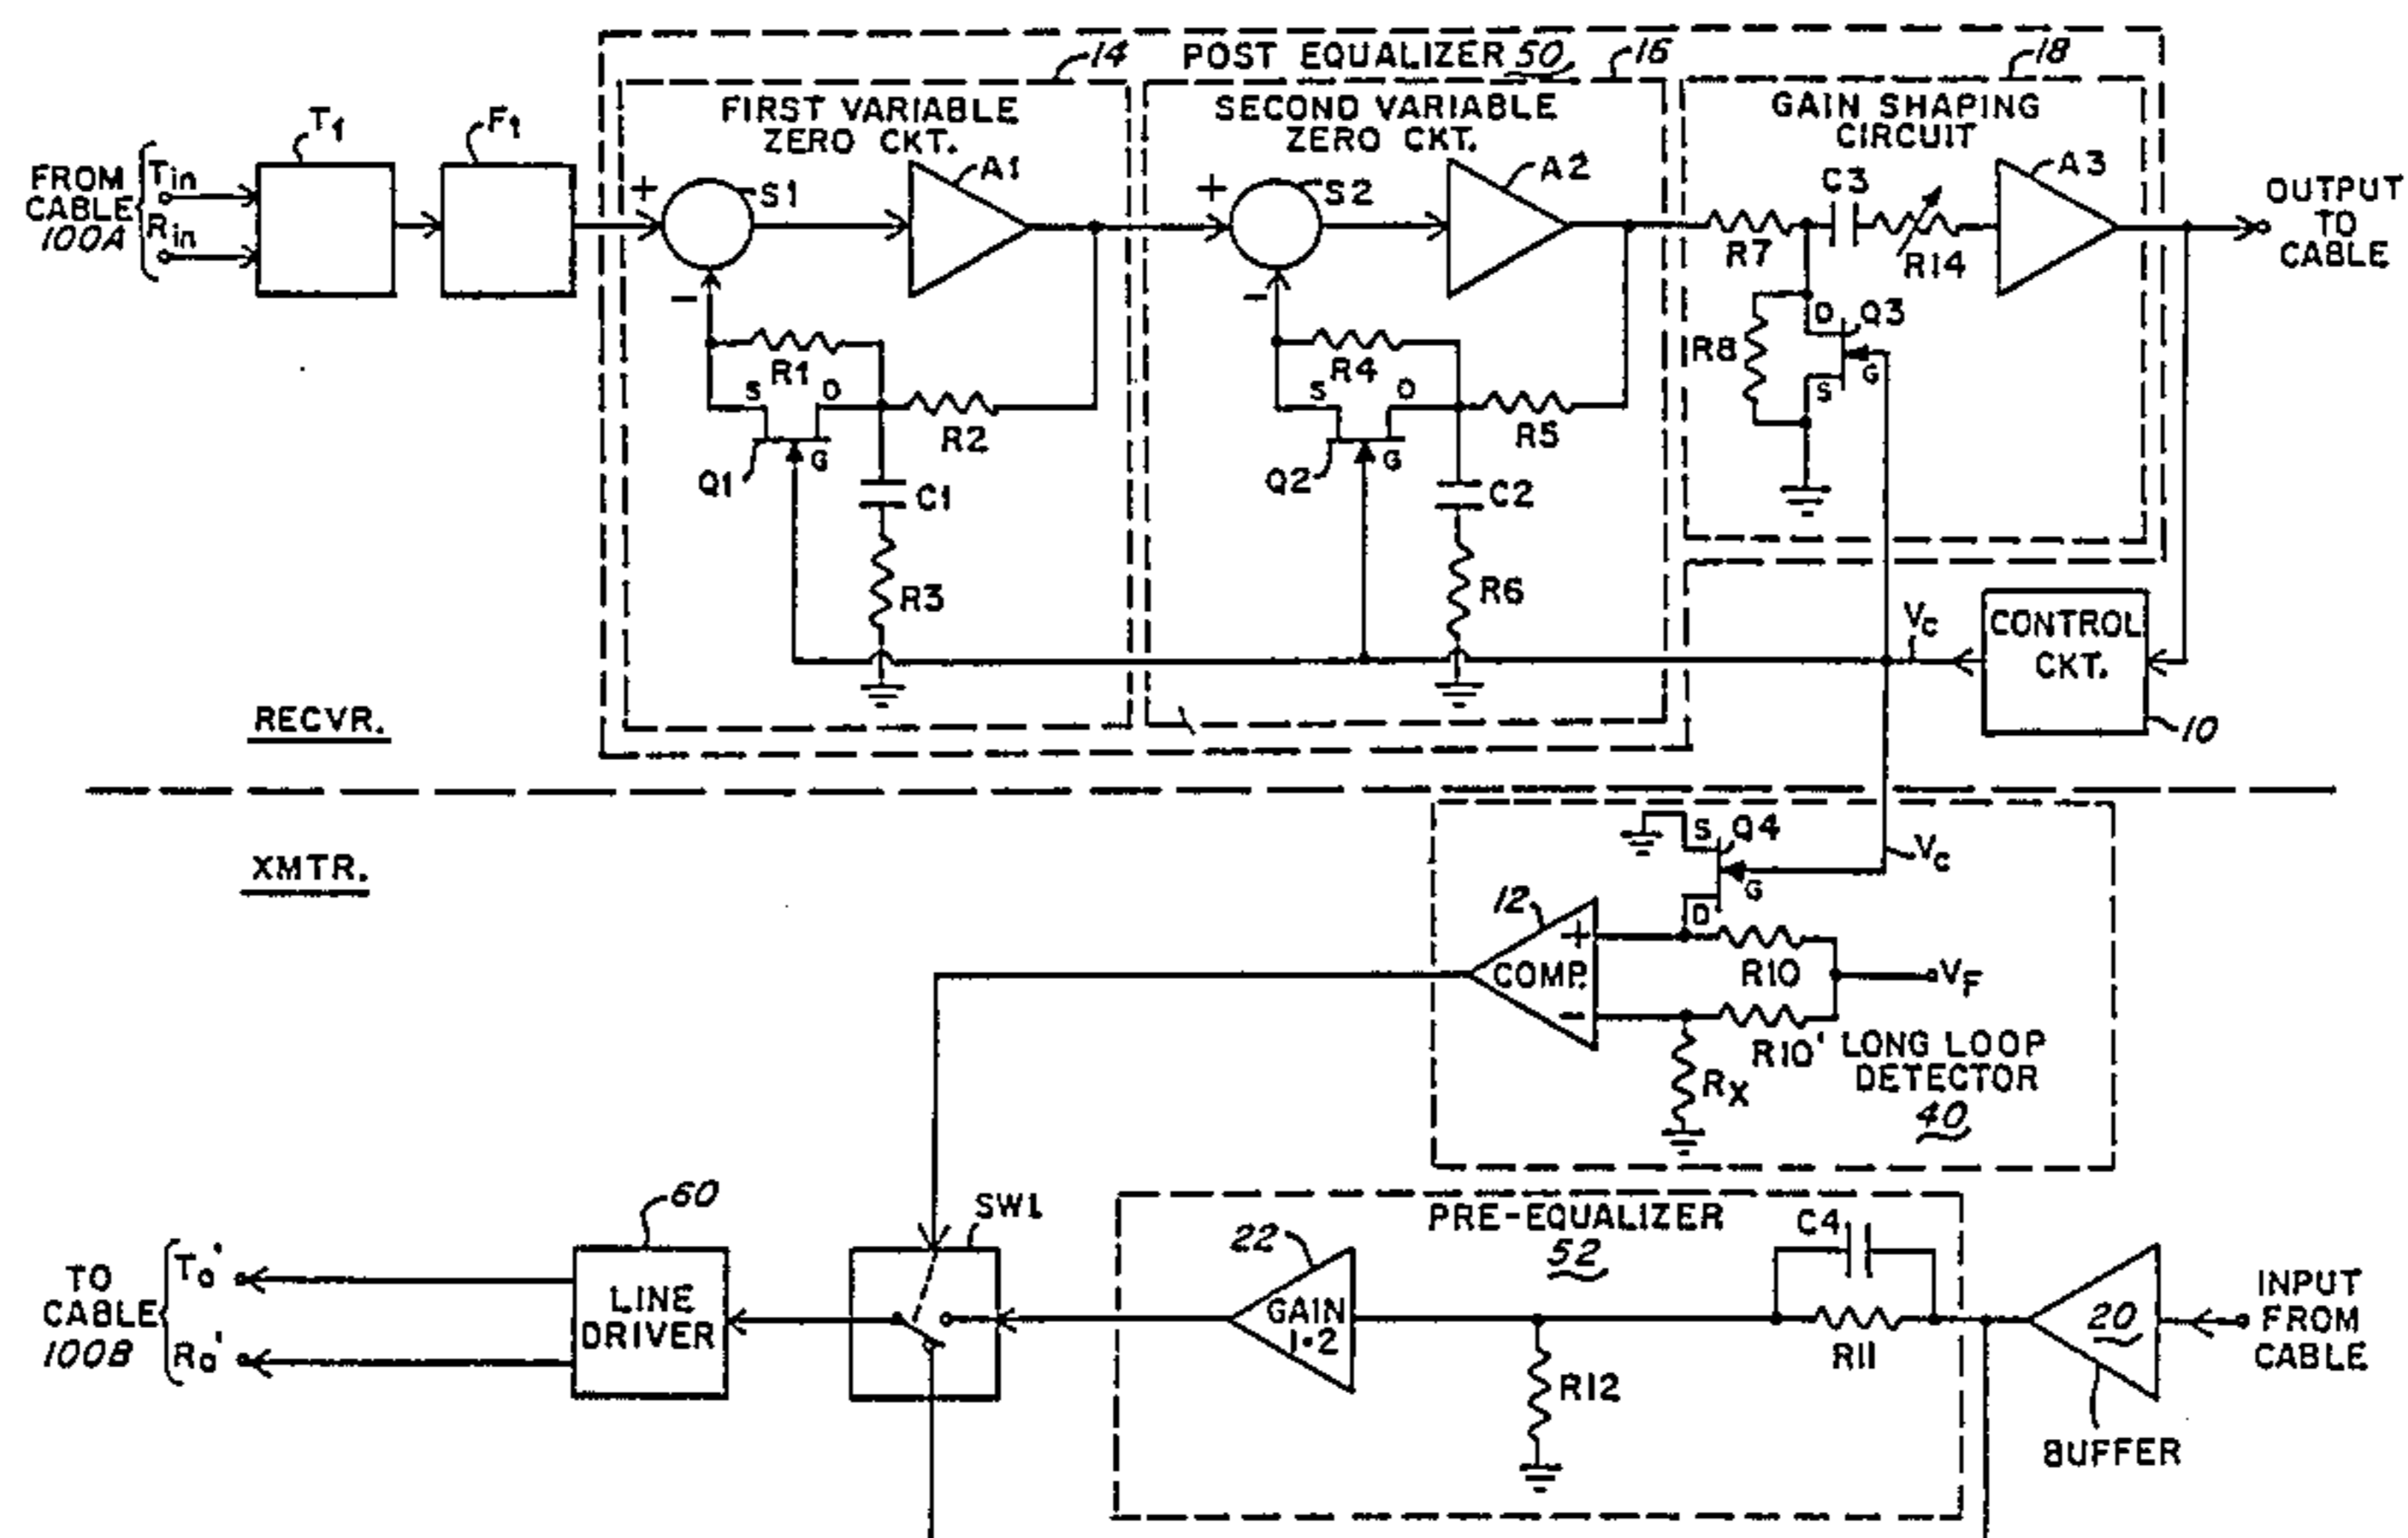 POST EQUALIZER 50
14
16
18
FIRST VARIABLE
ZERO CKT.
SECOND VARIABLE
ZERO CKT.
GAIN SHAPING
CIRCUIT
FROM
CABLE
100A
Tin
Rin
T1
F1
+
S1
-
A1
R1
S
D
G
Q1
R2
C1
R3
+
S2
-
A2
R4
S
D
G
Q2
R5
C2
R6
R7
C3
R14
A3
R8
D
Q3
G
S
OUTPUT
TO
CABLE
Vc
CONTROL
CKT.
10
RECVR.
XMTR.
S
Q4
G
D
Vc
12
COMP.
+
-
R10
VF
R10'
RX
LONG LOOP
DETECTOR
40
TO
CABLE
100B
To'
Ro'
60
LINE
DRIVER
SW1
PRE-EQUALIZER
52
22
GAIN
1.2
R12
C4
R11
20
BUFFER
INPUT
FROM
CABLE